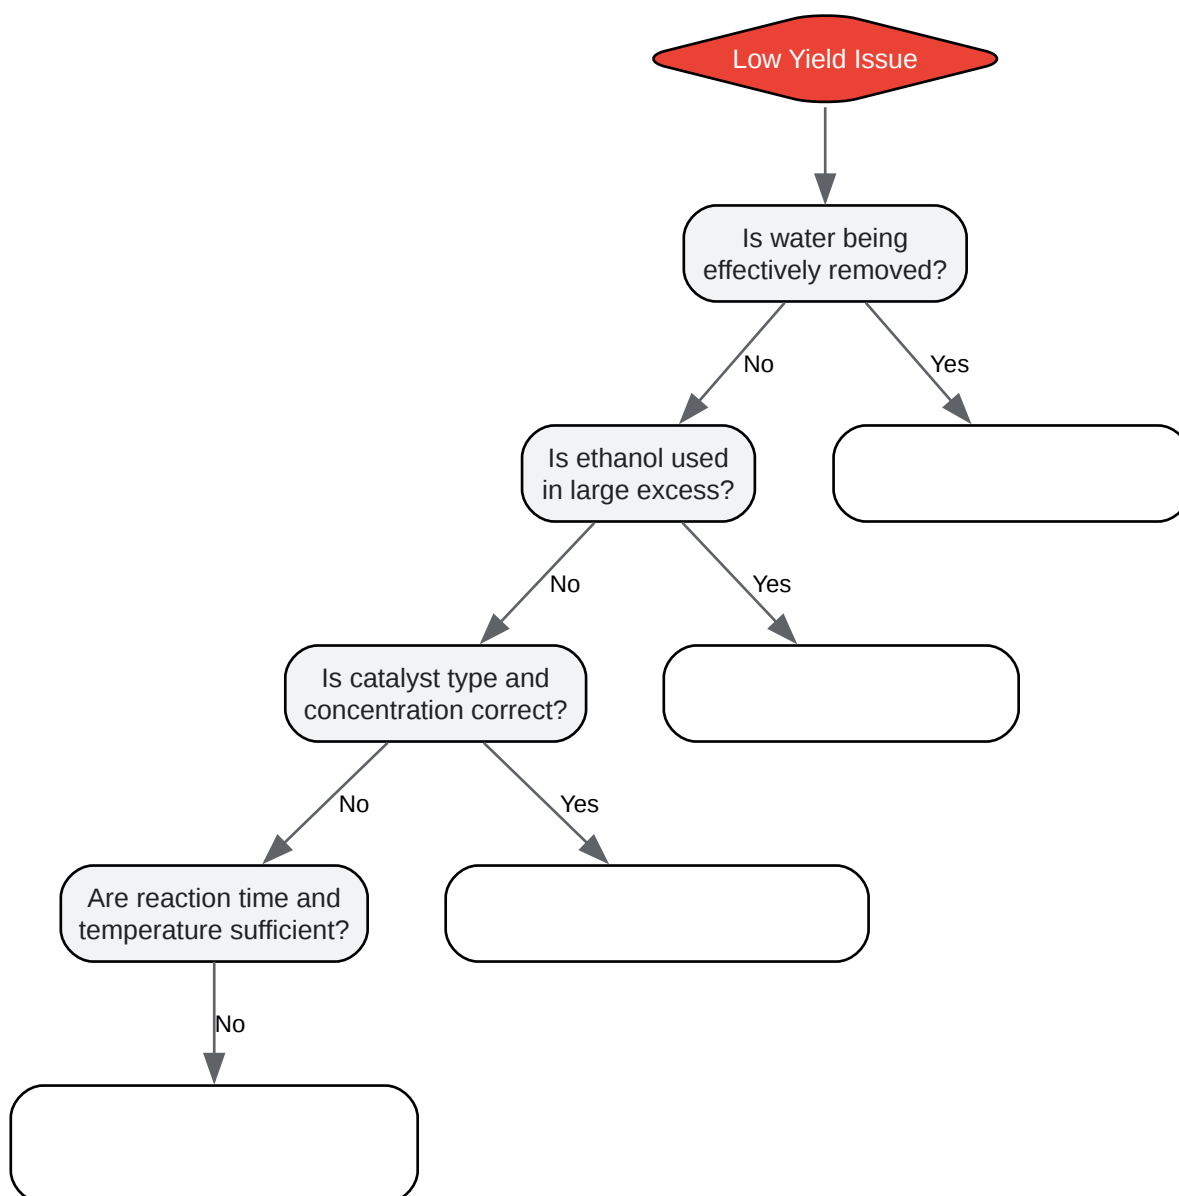 Low Yield Issue
Is water being
effectively removed?
No
Yes
Is ethanol used
in large excess?
No
Yes
Is catalyst type and
concentration correct?
No
Yes
Are reaction time and
temperature sufficient?
No